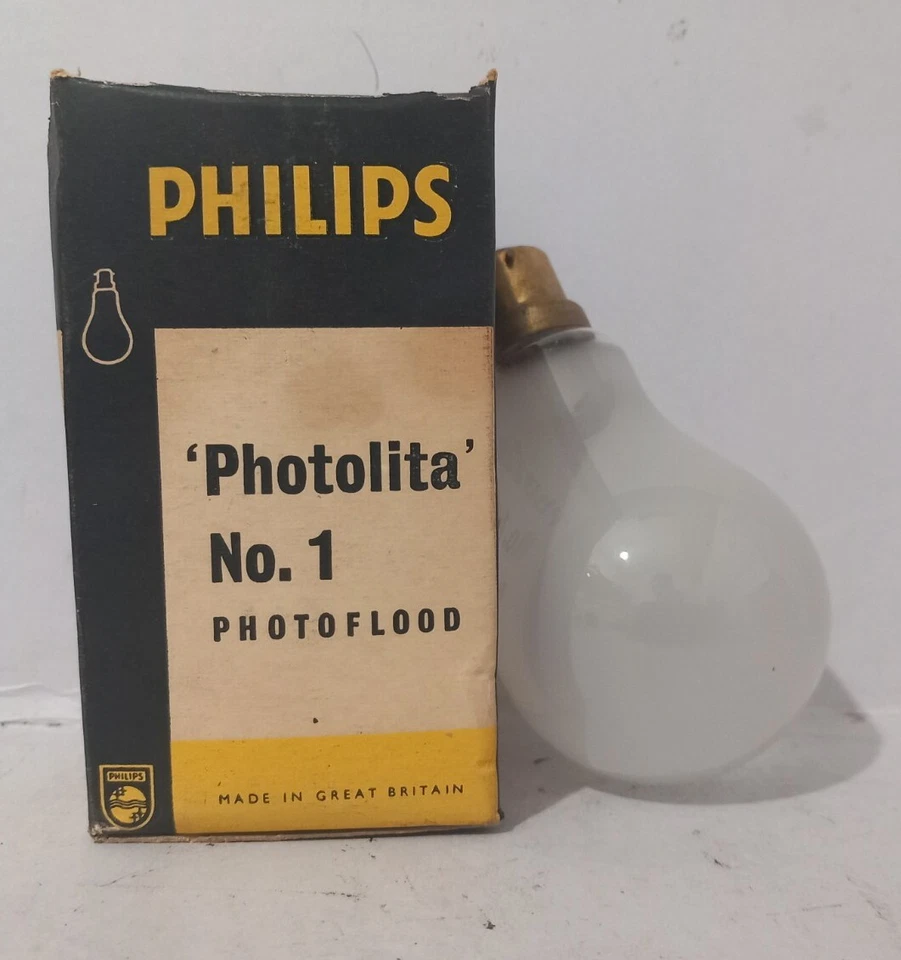 PHILIPS
‘Photolita’
No. 1
PHOTOFLOOD
PHILIPS
MADE IN GREAT BRITAIN